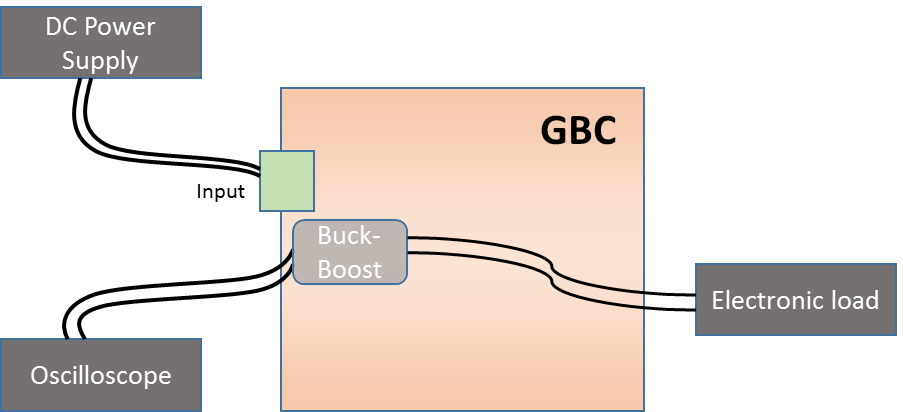 DC Power
Supply
GBC
Input
Buck-
Boost
Electronic load
Oscilloscope